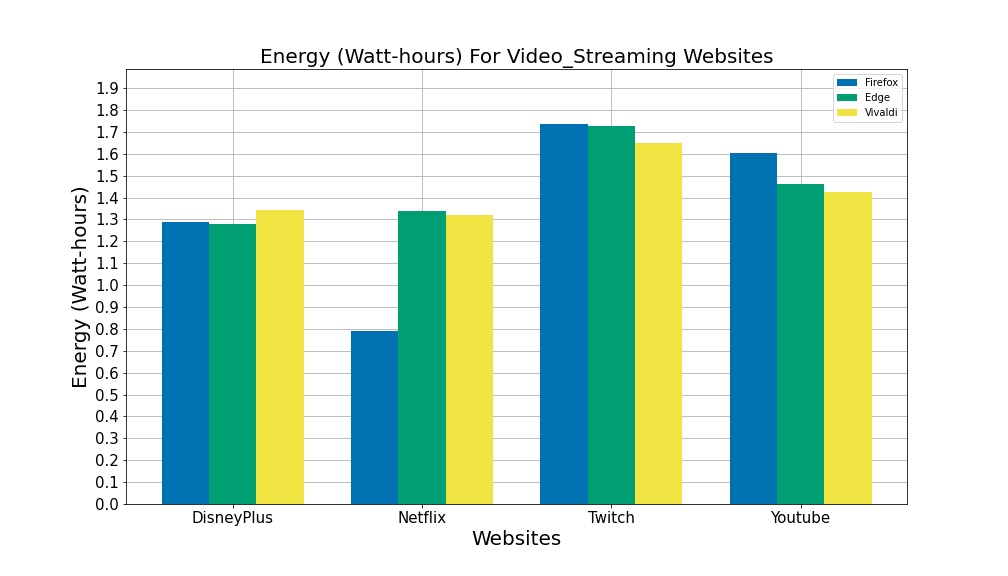 Energy (Watt-hours) For Video_Streaming Websites
Firefox
Edge
Vivaldi
Energy (Watt-hours)
1.9
1.8
1.7
1.6
1.5
1.4
1.3
1.2
1.1
1.0
0.9
0.8
0.7
0.6
0.5
0.4
0.3
0.2
0.1
0.0
DisneyPlus Netflix Twitch Youtube
Websites